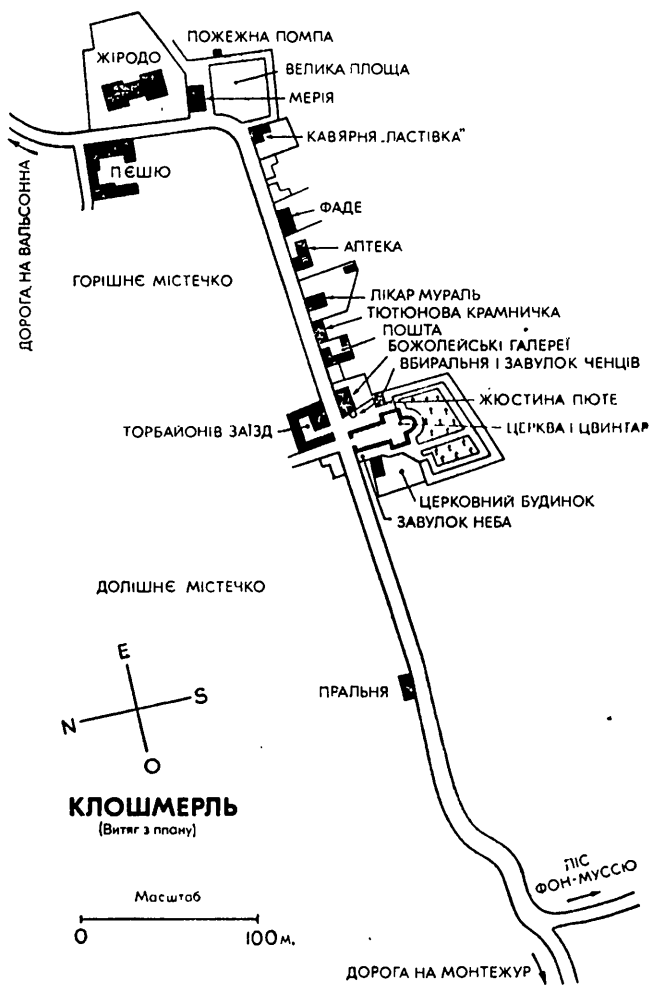 ПОЖЕЖНА ПОМПА
ЖІРОДО
ВЕЛИКА ПЛОЩА
МЕРІЯ
КАВ'ЯРНЯ „ЛАСТІВКА"
ПЄШЮ
ДОРОГА НА ВАЛЬСОННА
ФАДЕ
АПТЕКА
ГОРІШНЄ МІСТЕЧКО
ЛІКАР МУРАЛЬ
ТЮТЮНОВА КРАМНИЧКА
ПОШТА
БОЖОЛЕЙСЬКІ ГАЛЕРЕЇ
ВБИРАЛЬНЯ І ЗАВУЛОК ЧЕНЦІВ
ЖЮСТИНА ПЮТЕ
ТОРБАЙОНІВ ЗАЇЗД
ЦЕРКВА І ЦВИНТАР
ЦЕРКОВНИЙ БУДИНОК
ЗАВУЛОК НЕБА
ДОЛІШНЄ МІСТЕЧКО
E
S
N
O
ПРАЛЬНЯ
КЛОШМЕРЛЬ
(Витяг з плану)
Масштаб
0 100 м.
ЛІС
ФОН-МУССЮ
ДОРОГА НА МОНТЕЖУР